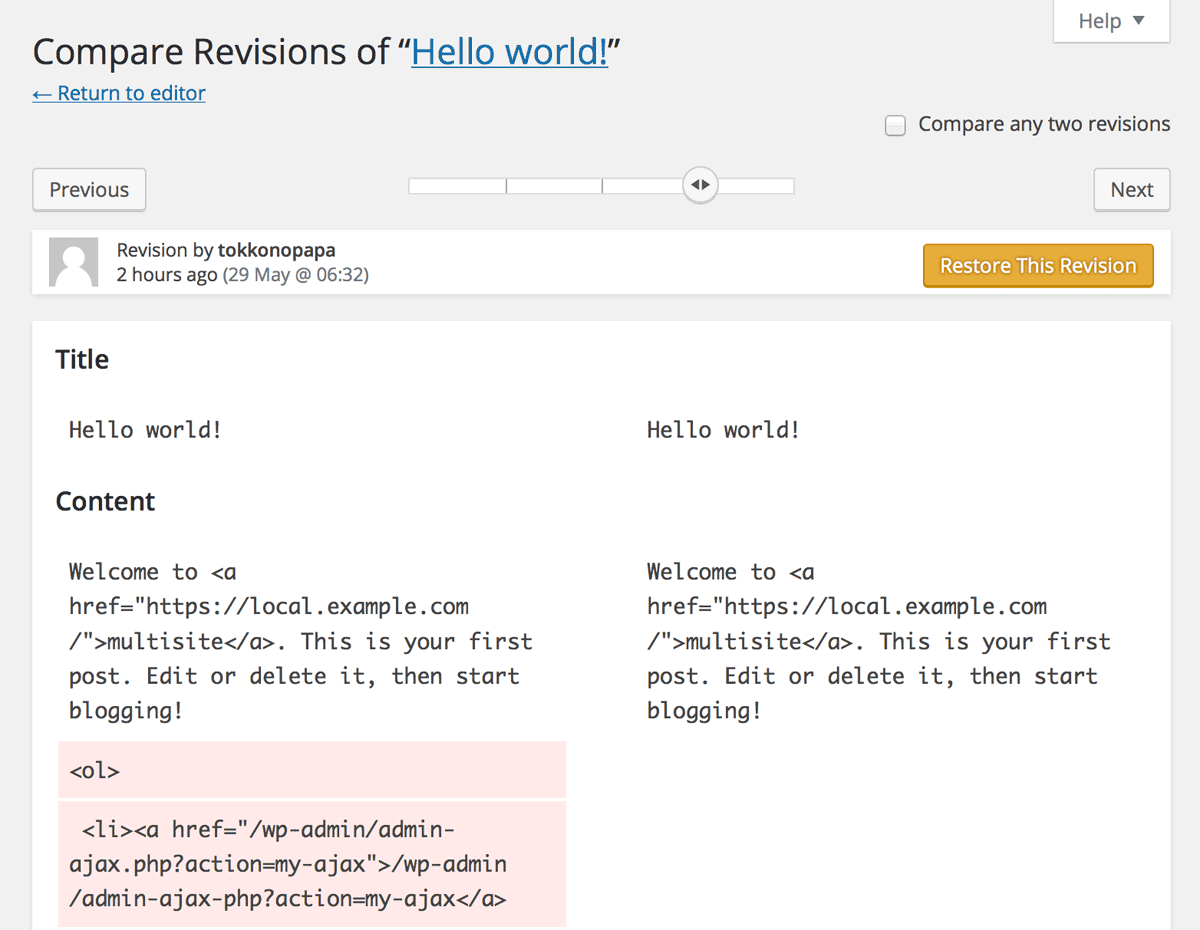 Help ▼
Compare Revisions of “Hello world!”
← Return to editor
Compare any two revisions
Previous
Next
Revision by tokkonopapa
2 hours ago (29 May @ 06:32)
Restore This Revision
Title
Hello world!
Hello world!
Content
Welcome to <a
href="https://local.example.com
/">multisite</a>. This is your first
post. Edit or delete it, then start
blogging!
Welcome to <a
href="https://local.example.com
/">multisite</a>. This is your first
post. Edit or delete it, then start
blogging!
<ol>
<li><a href="/wp-admin/admin-
ajax.php?action=my-ajax">/wp-admin
/admin-ajax-php?action=my-ajax</a>